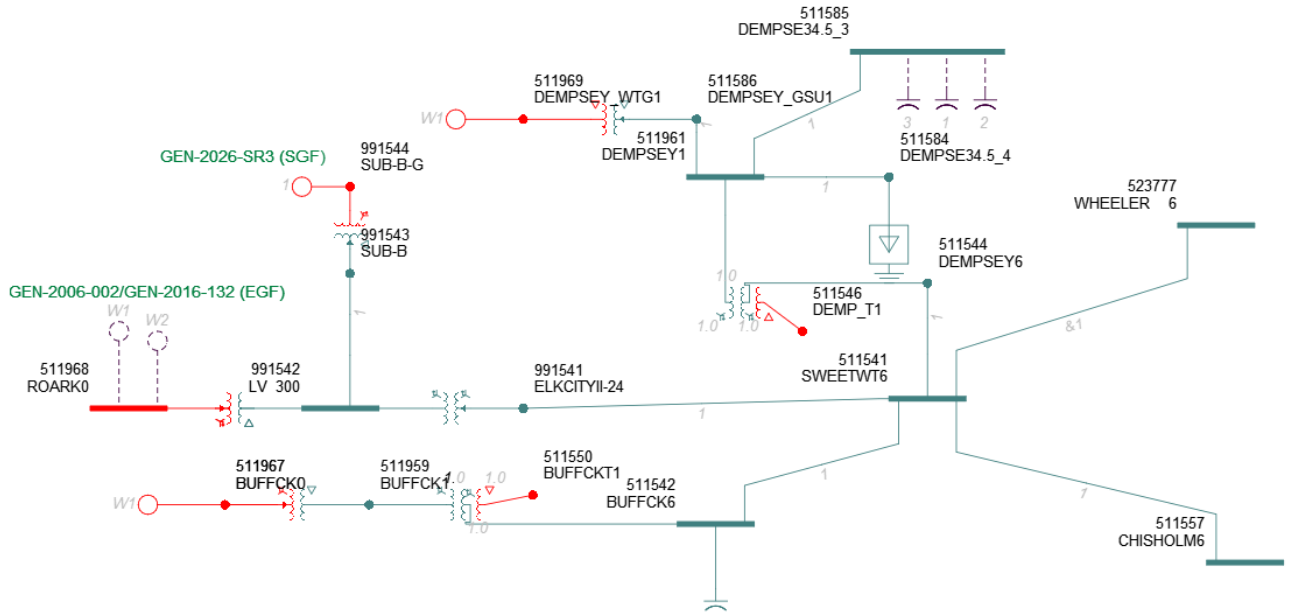 511585
DEMPSE34.5_3
511969
DEMPSEY_WTG1
511586
DEMPSEY_GSU1
W1
1
1
3
1
2
511961
DEMPSEY1
511584
DEMPSE34.5_4
GEN-2026-SR3 (SGF)
991544
SUB-B-G
1
1
523777
WHEELER 6
991543
SUB-B
511544
DEMPSEY6
GEN-2006-002/GEN-2016-132 (EGF)
1.0
511546
DEMP_T1
W1
W2
1
1.0
1.0
1
&1
511968
ROARK0
991542
LV_300
991541
ELKCITYII-24
511541
SWEETWT6
1
511967
BUFFCK0
511959
BUFFCK1
1.0
1.0
511550
BUFFCKT1
511542
BUFFCK6
1
1
W1
1.0
511557
CHISHOLM6